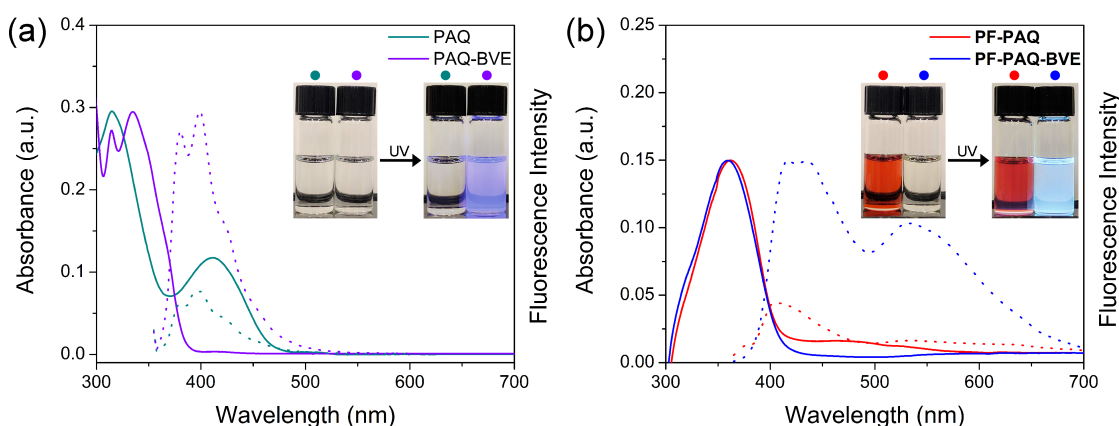 (a)
PAQ
PAQ-BVE
UV
0.4
0.3
0.2
0.1
0.0
Absorbance (a.u.)
Fluorescence Intensity
300
400
500
600
700
Wavelength (nm)
(b)
PF-PAQ
PF-PAQ-BVE
UV
0.25
0.20
0.15
0.10
0.05
0.00
Absorbance (a.u.)
Fluorescence Intensity
300
400
500
600
700
Wavelength (nm)